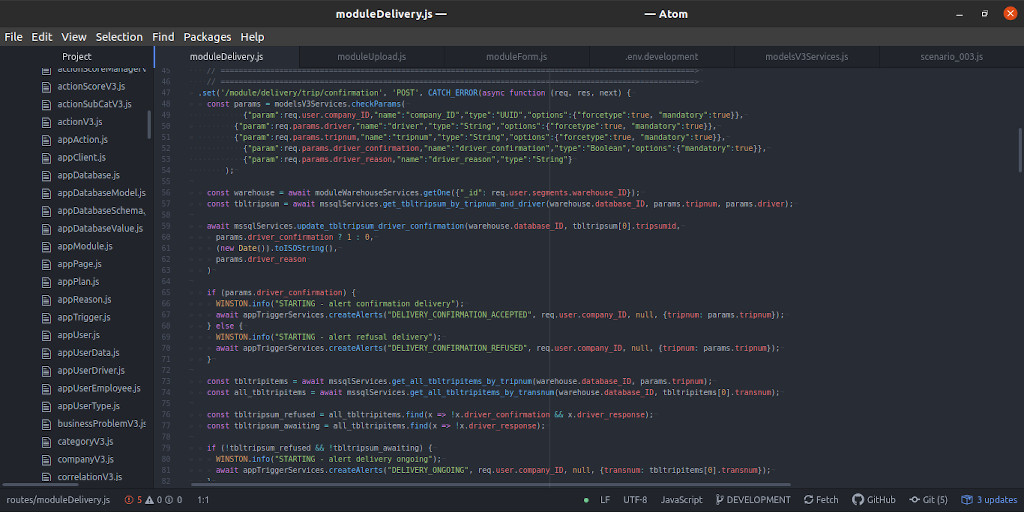 moduleDelivery.js —
— Atom
File Edit View Selection Find Packages Help
Project
moduleDelivery.js
moduleUpload.js
moduleForm.js
.env.development
modelsV3Services.js
scenario_003.js
actionScoreManagerV
actionScoreV3.js
actionSubCatV3.js
actionV3.js
appAction.js
appClient.js
appDatabase.js
appDatabaseModel.js
appDatabaseSchema.
appDatabaseValue.js
appModule.js
appPage.js
appPlan.js
appReason.js
appTrigger.js
appUser.js
appUserData.js
appUserDriver.js
appUserEmployee.js
appUserType.js
businessProblemV3.js
categoryV3.js
companyV3.js
correlationV3.js
45 // ==========>
46 // ==========>
47 .set('/module/delivery/trip/confirmation', 'POST', CATCH_ERROR(async function (req, res, next) {
48 const params = modelsV3Services.checkParams(
49 {"param":req.user.company_ID,"name":"company_ID","type":"UUID","options":{"forcetype":true, "mandatory":true}},
50 {"param":req.params.driver,"name":"driver","type":"String","options":{"forcetype":true, "mandatory":true}},
51 {"param":req.params.tripnum,"name":"tripnum","type":"String","options":{"forcetype":true, "mandatory":true}},
52 {"param":req.params.driver_confirmation,"name":"driver_confirmation","type":"Boolean","options":{"mandatory":true}},
53 {"param":req.params.driver_reason,"name":"driver_reason","type":"String"}
54 );
55
56 const warehouse = await moduleWarehouseServices.getOne({"_id": req.user.segments.warehouse_ID});
57 const tbltripsum = await mssqlServices.get_tbltripsum_by_tripnum_and_driver(warehouse.database_ID, params.tripnum, params.driver);
58
59 await mssqlServices.update_tbltripsum_driver_confirmation(warehouse.database_ID, tbltripsum[0].tripsumid,
60 params.driver_confirmation ? 1 : 0,
61 (new Date()).toISOString(),
62 params.driver_reason
63 )
64
65 if (params.driver_confirmation) {
66 WINSTON.info("STARTING - alert confirmation delivery");
67 await appTriggerServices.createAlerts("DELIVERY_CONFIRMATION_ACCEPTED", req.user.company_ID, null, {tripnum: params.tripnum});
68 } else {
69 WINSTON.info("STARTING - alert refusal delivery");
70 await appTriggerServices.createAlerts("DELIVERY_CONFIRMATION_REFUSED", req.user.company_ID, null, {tripnum: params.tripnum});
71 }
72
73 const tbltripitems = await mssqlServices.get_all_tbltripitems_by_tripnum(warehouse.database_ID, params.tripnum);
74 const all_tbltripitems = await mssqlServices.get_all_tbltripitems_by_transnum(warehouse.database_ID, tbltripitems[0].transnum);
75
76 const tbltripsum_refused = all_tbltripitems.find(x => !x.driver_confirmation && x.driver_response);
77 const tbltripsum_awaiting = all_tbltripitems.find(x => !x.driver_response);
78
79 if (!tbltripsum_refused && !tbltripsum_awaiting) {
80 WINSTON.info("STARTING - alert delivery ongoing");
81 await appTriggerServices.createAlerts("DELIVERY_ONGOING", req.user.company_ID, null, {transnum: tbltripitems[0].transnum});
82
routes/moduleDelivery.js 5 0 0 1:1 LF UTF-8 JavaScript DEVELOPMENT Fetch GitHub Git (5) 3 updates